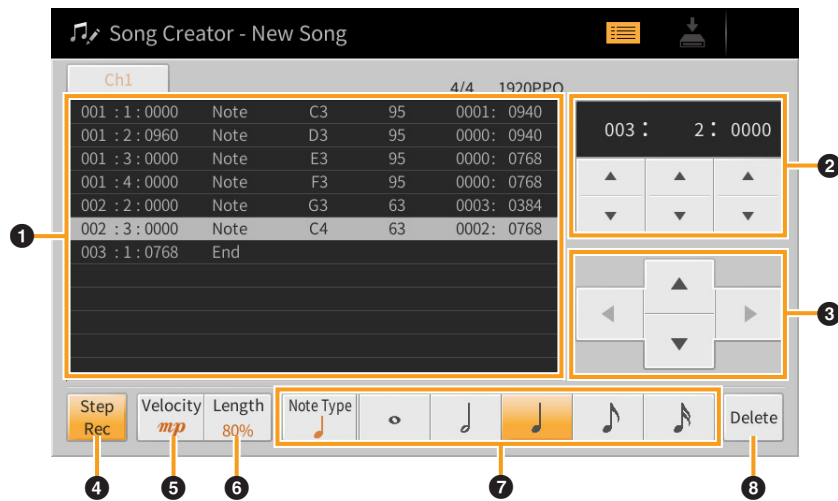 Song Creator - New Song
Ch1
4/4 1920PPQ
001 :1:0000 Note C3 95 0001: 0940
001 :2:0960 Note D3 95 0000: 0940
001 :3:0000 Note E3 95 0000: 0768
001 :4:0000 Note F3 95 0000: 0768
002 :2:0000 Note G3 63 0003: 0384
002 :3:0000 Note C4 63 0002: 0768
003 :1:0768 End
003 : 2 : 0000
1
2
3
Step
Rec
Velocity
mp
Length
80%
Note Type
Delete
4
5
6
7
8